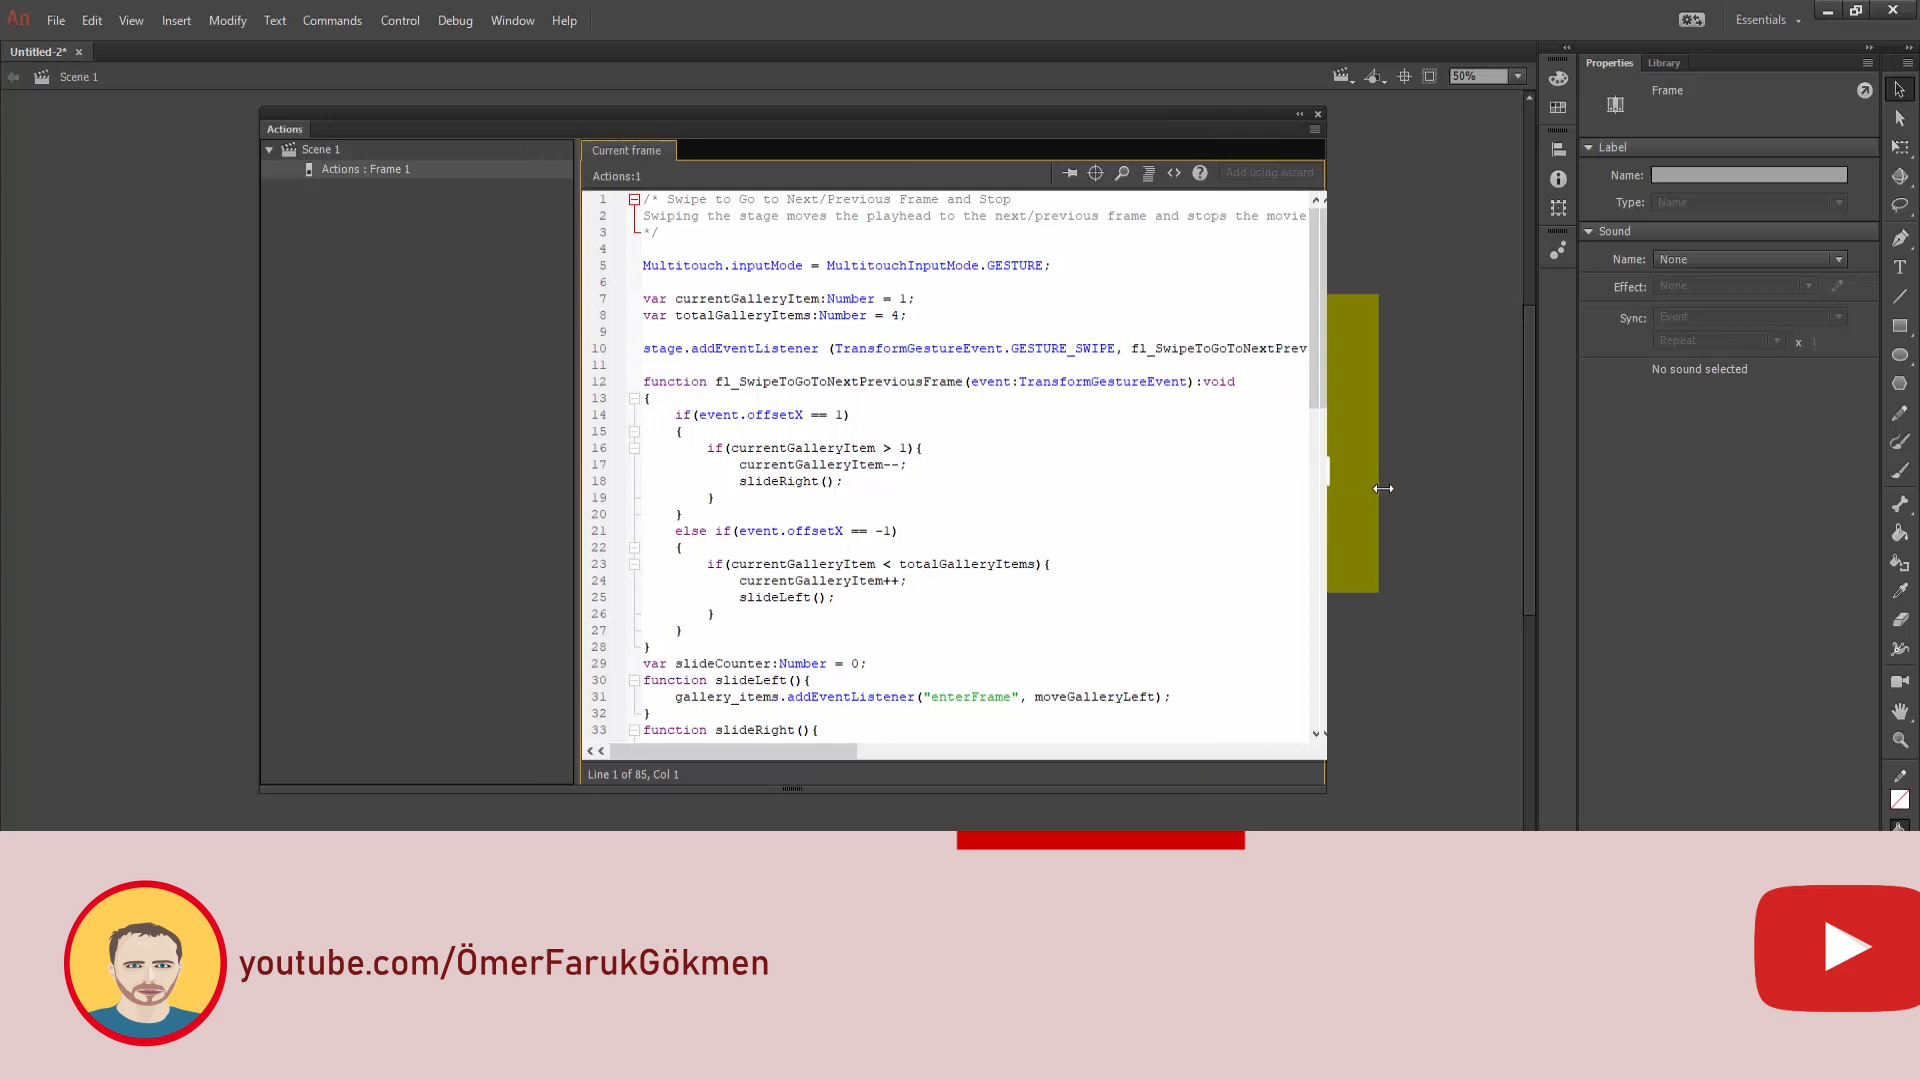 An File Edit View Insert Modify Text Commands Control Debug Window Help Essentials
Untitled-2* ×
Scene 1 50%
Actions
Scene 1
Actions : Frame 1
Current frame
Actions:1 Add using wizard
1 /* Swipe to Go to Next/Previous Frame and Stop
2 Swiping the stage moves the playhead to the next/previous frame and stops the movie
3 */
4
5 Multitouch.inputMode = MultitouchInputMode.GESTURE;
6
7 var currentGalleryItem:Number = 1;
8 var totalGalleryItems:Number = 4;
9
10 stage.addEventListener (TransformGestureEvent.GESTURE_SWIPE, fl_SwipeToGoToNextPrev
11
12 function fl_SwipeToGoToNextPreviousFrame(event:TransformGestureEvent):void
13 {
14 if(event.offsetX == 1)
15 {
16 if(currentGalleryItem > 1){
17 currentGalleryItem--;
18 slideRight();
19 }
20 }
21 else if(event.offsetX == -1)
22 {
23 if(currentGalleryItem < totalGalleryItems){
24 currentGalleryItem++;
25 slideLeft();
26 }
27 }
28 }
29 var slideCounter:Number = 0;
30 function slideLeft(){
31 gallery_items.addEventListener("enterFrame", moveGalleryLeft);
32 }
33 function slideRight(){
Line 1 of 85, Col 1
Properties Library
Frame
Label
Name:
Type: Name
Sound
Name: None
Effect: None
Sync: Event
Repeat x 1
No sound selected
youtube.com/ÖmerFarukGökmen